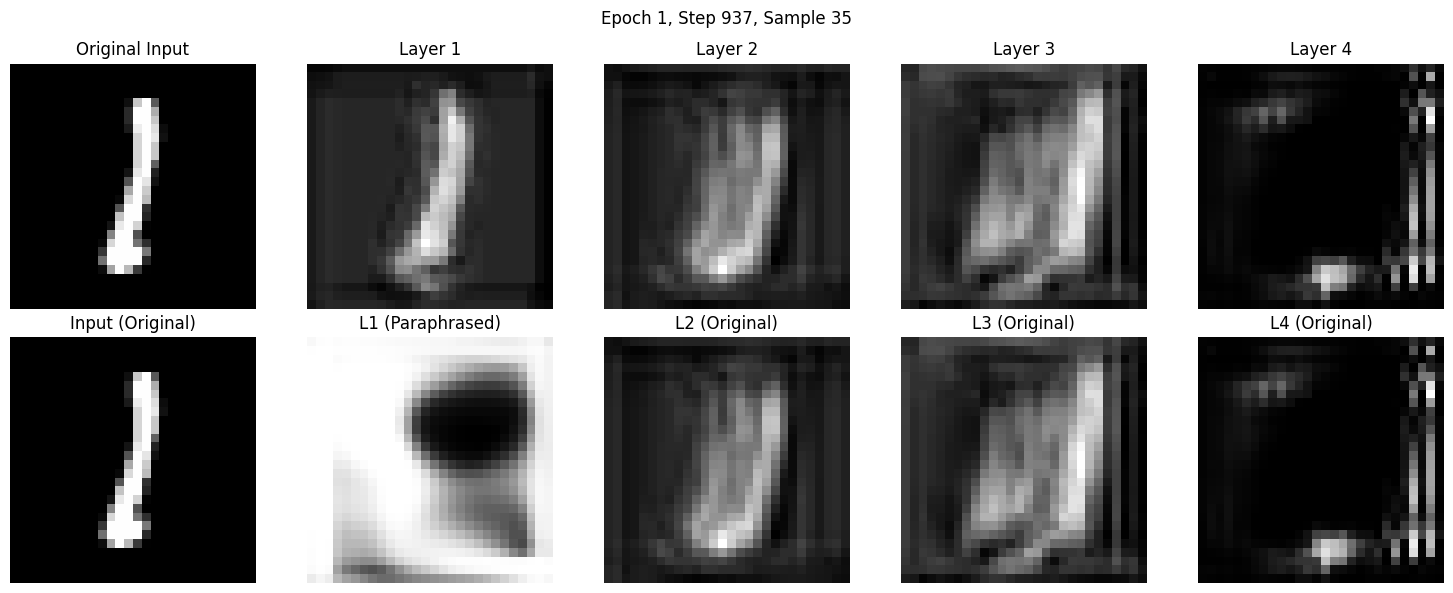 Epoch 1, Step 937, Sample 35
Original Input
Layer 1
Layer 2
Layer 3
Layer 4
Input (Original)
L1 (Paraphrased)
L2 (Original)
L3 (Original)
L4 (Original)